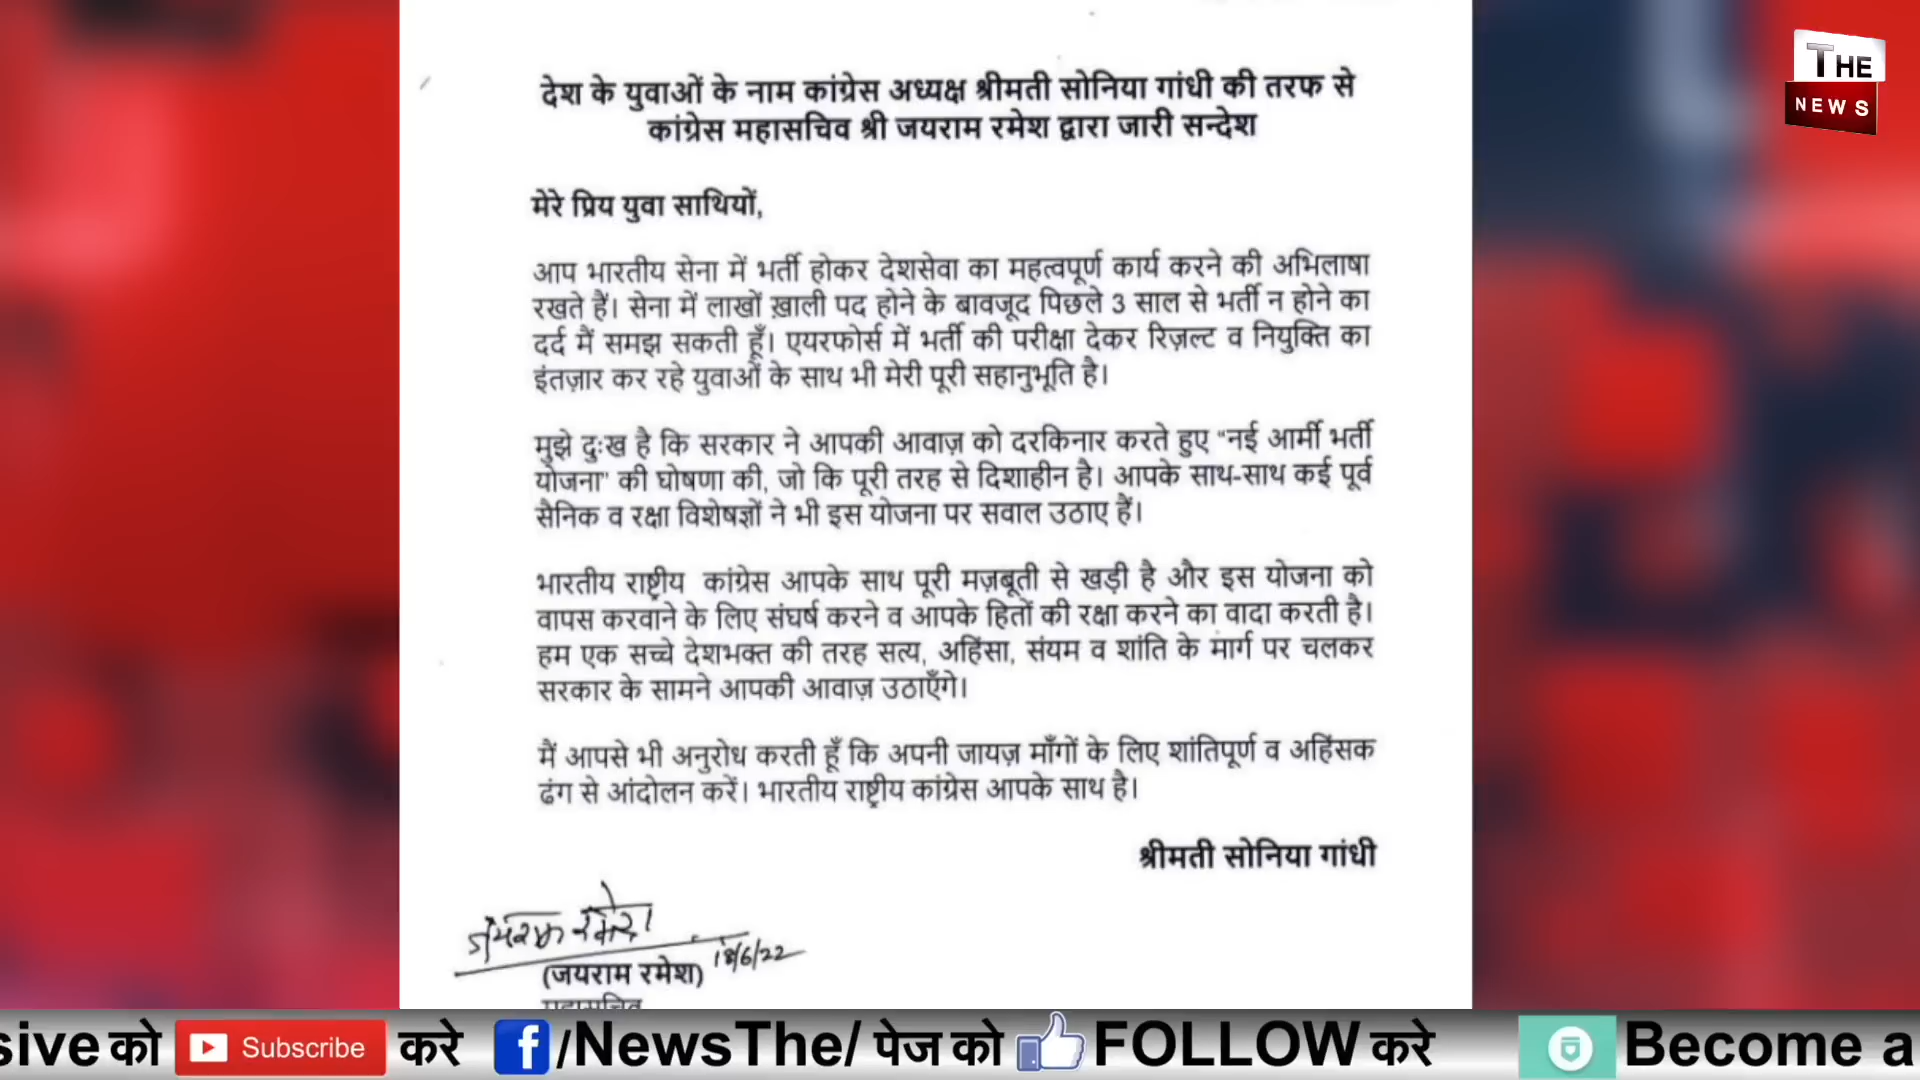 THE
NEWS
देश के युवाओं के नाम कांग्रेस अध्यक्ष श्रीमती सोनिया गांधी की तरफ से
कांग्रेस महासचिव श्री जयराम रमेश द्वारा जारी सन्देश
मेरे प्रिय युवा साथियों,
आप भारतीय सेना में भर्ती होकर देशसेवा का महत्वपूर्ण कार्य करने की अभिलाषा
रखते हैं। सेना में लाखों ख़ाली पद होने के बावजूद पिछले 3 साल से भर्ती न होने का
दर्द मैं समझ सकती हूँ। एयरफोर्स में भर्ती की परीक्षा देकर रिज़ल्ट व नियुक्ति का
इंतज़ार कर रहे युवाओं के साथ भी मेरी पूरी सहानुभूति है।
मुझे दुःख है कि सरकार ने आपकी आवाज़ को दरकिनार करते हुए “नई आर्मी भर्ती
योजना” की घोषणा की, जो कि पूरी तरह से दिशाहीन है। आपके साथ-साथ कई पूर्व
सैनिक व रक्षा विशेषज्ञों ने भी इस योजना पर सवाल उठाए हैं।
भारतीय राष्ट्रीय कांग्रेस आपके साथ पूरी मज़बूती से खड़ी है और इस योजना को
वापस करवाने के लिए संघर्ष करने व आपके हितों की रक्षा करने का वादा करती है।
हम एक सच्चे देशभक्त की तरह सत्य, अहिंसा, संयम व शांति के मार्ग पर चलकर
सरकार के सामने आपकी आवाज़ उठाएँगे।
मैं आपसे भी अनुरोध करती हूँ कि अपनी जायज़ माँगों के लिए शांतिपूर्ण व अहिंसक
ढंग से आंदोलन करें। भारतीय राष्ट्रीय कांग्रेस आपके साथ है।
श्रीमती सोनिया गांधी
जयराम रमेश
18/6/22
(जयराम रमेश)
महासचिव
sive को Subscribe करे f /NewsThe/ पेज को FOLLOW करे Become a